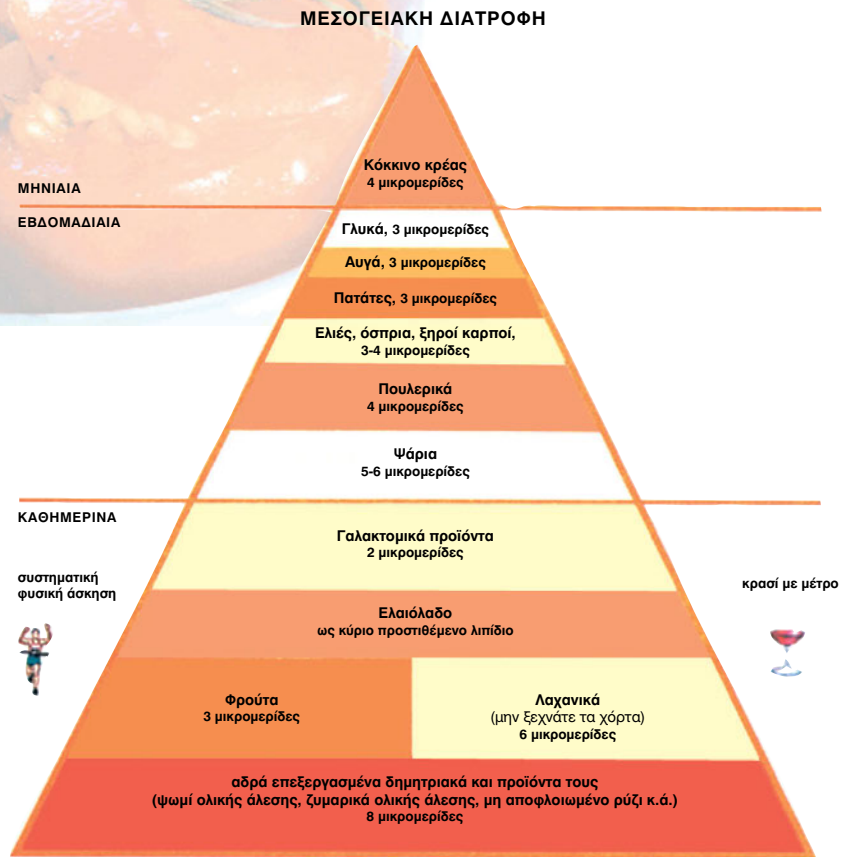 ΜΕΣΟΓΕΙΑΚΗ ΔΙΑΤΡΟΦΗ
Κόκκινο κρέας
4 μικρομερίδες
ΜΗΝΙΑΙΑ
ΕΒΔΟΜΑΔΙΑΙΑ
Γλυκά, 3 μικρομερίδες
Αυγά, 3 μικρομερίδες
Πατάτες, 3 μικρομερίδες
Ελιές, όσπρια, ξηροί καρποί,
3-4 μικρομερίδες
Πουλερικά
4 μικρομερίδες
Ψάρια
5-6 μικρομερίδες
ΚΑΘΗΜΕΡΙΝΑ
Γαλακτομικά προϊόντα
2 μικρομερίδες
συστηματική
φυσική άσκηση
κρασί με μέτρο
Ελαιόλαδο
ως κύριο προστιθέμενο λιπίδιο
Φρούτα
3 μικρομερίδες
Λαχανικά
(μην ξεχνάτε τα χόρτα)
6 μικρομερίδες
αδρά επεξεργασμένα δημητριακά και προϊόντα τους
(ψωμί ολικής άλεσης, ζυμαρικά ολικής άλεσης, μη αποφλοιωμένο ρύζι κ.ά.)
8 μικρομερίδες